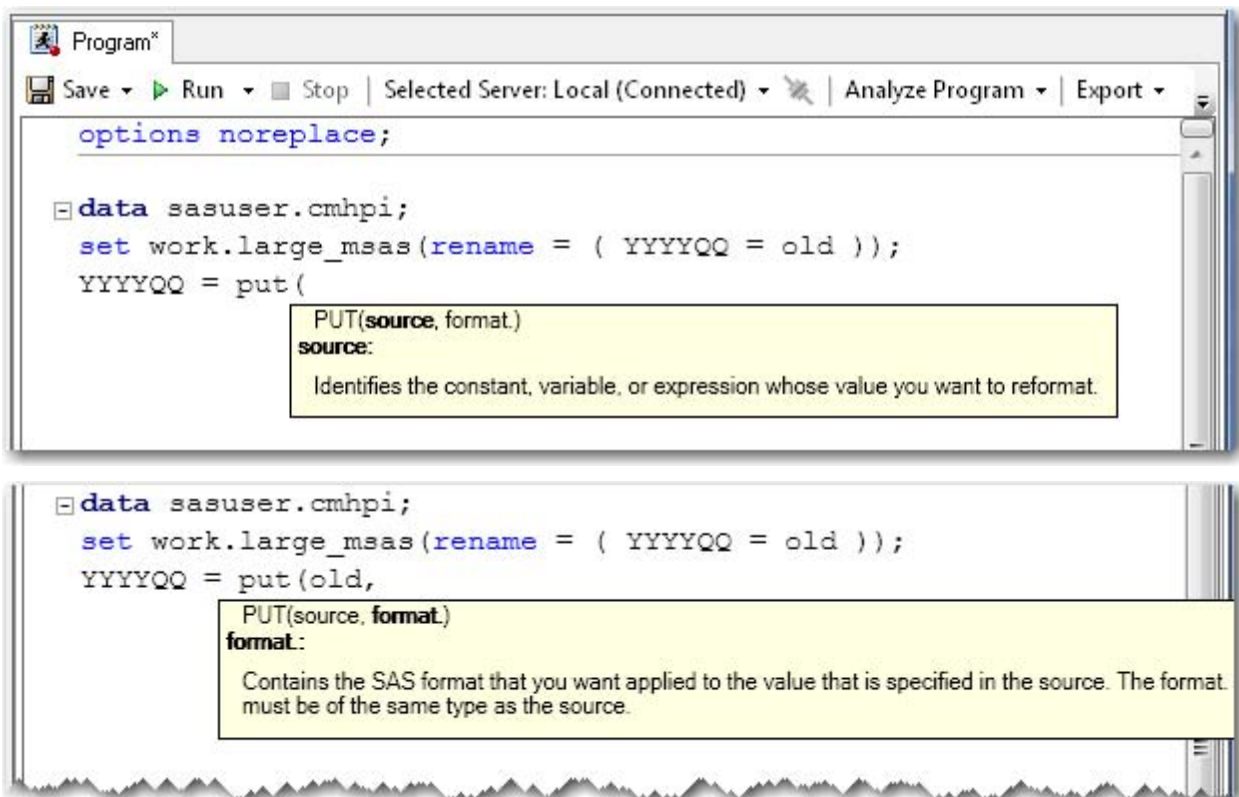 Program*
Save Run Stop | Selected Server: Local (Connected) | Analyze Program | Export
options noreplace;
data sasuser.cmhpi;
set work.large_msas(rename = ( YYYYQQ = old ));
YYYYQQ = put(
PUT(source, format.)
source:
Identifies the constant, variable, or expression whose value you want to reformat.
data sasuser.cmhpi;
set work.large_msas(rename = ( YYYYQQ = old ));
YYYYQQ = put(old,
PUT(source, format.)
format.:
Contains the SAS format that you want applied to the value that is specified in the source. The format.
must be of the same type as the source.